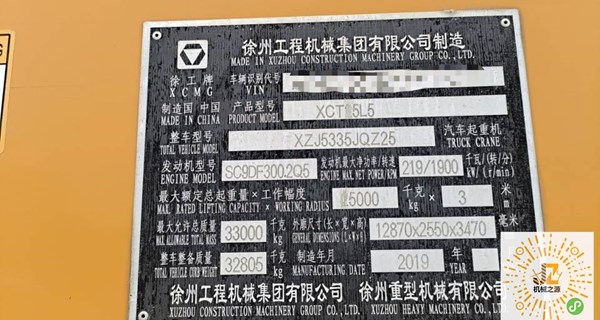 徐州工程机械集团有限公司制造
MADE IN XUZHOU CONSTRUCTION MACHINERY GROUP CO.,LTD.
徐工牌 车辆识别代号
XCMG VIN
制造国 中国 产品型号 XCT 5L5
MADE IN CHINA PRODUCT MODEL
整车型号 XZJ5335JQZ25 汽车起重机
TOTAL VEHICLE MODEL TRUCK CRANE
发动机型号 SC9DF300.2Q5 发动机最大净功率/转速 219/1900 千瓦/(转/分)
ENGINE MODEL ENGINE MAX.NET POWER/RPM kW/(r/min)
最大额定总起重量×工作幅度 25000 千克 × 3 米
MAX. RATED LIFTING CAPACITY × WORKING RADIUS kg m
最大允许总质量 33000 千克 外廓尺寸(长×宽×高) 12870x2550x3470 毫米
MAX ALLOWABLE TOTAL MASS kg GENERAL DIMENSIONS (L×W×H)
整车整备质量 32805 千克 制造年月 2019 年
TOTAL VEHICLE CURB WEIGHT kg MANUFACTURING DATE YEAR
徐州工程机械集团有限公司 徐州重型机械有限公司
XUZHOU CONSTRUCTION MACHINERY GROUP CO.,LTD. XUZHOU HEAVY MACHINERY CO.,LTD.
机械之源